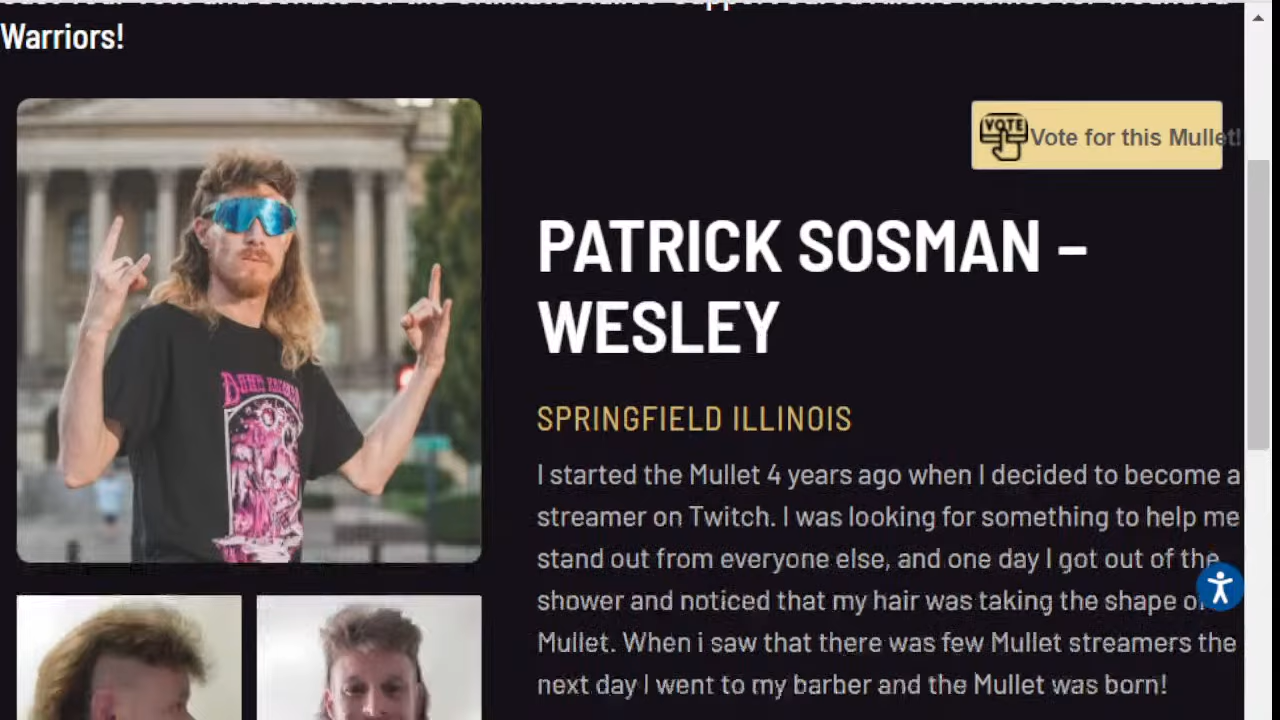 Warriors!
VOTE
Vote for this Mullet!
PATRICK SOSMAN –
WESLEY
SPRINGFIELD ILLINOIS
I started the Mullet 4 years ago when I decided to become a
streamer on Twitch. I was looking for something to help me
stand out from everyone else, and one day I got out of the
shower and noticed that my hair was taking the shape
Mullet. When i saw that there was few Mullet streamers the
next day I went to my barber and the Mullet was born!